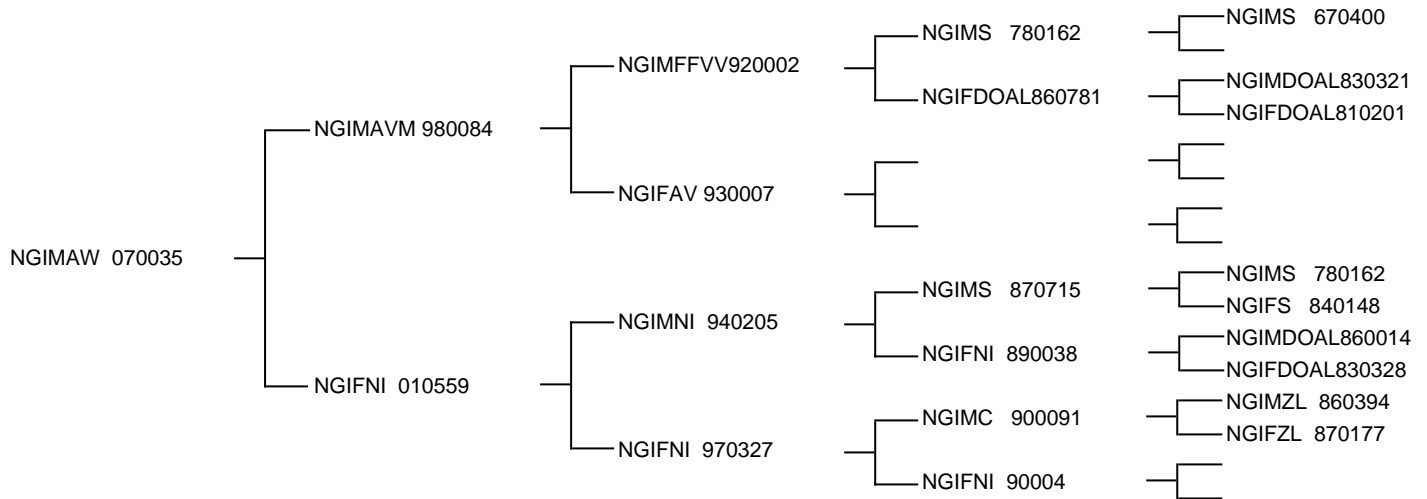 NGIMS 670400
NGIMS 780162
NGIMFFVV920002
NGIMDOAL830321
NGIFDOAL860781
NGIFDOAL810201
NGIMAVM 980084
NGIFAV 930007
NGIMAW 070035
NGIMS 780162
NGIMS 870715
NGIFS 840148
NGIMNI 940205
NGIMDOAL860014
NGIFNI 890038
NGIFDOAL830328
NGIFNI 010559
NGIMZL 860394
NGIMC 900091
NGIFZL 870177
NGIFNI 970327
NGIFNI 90004